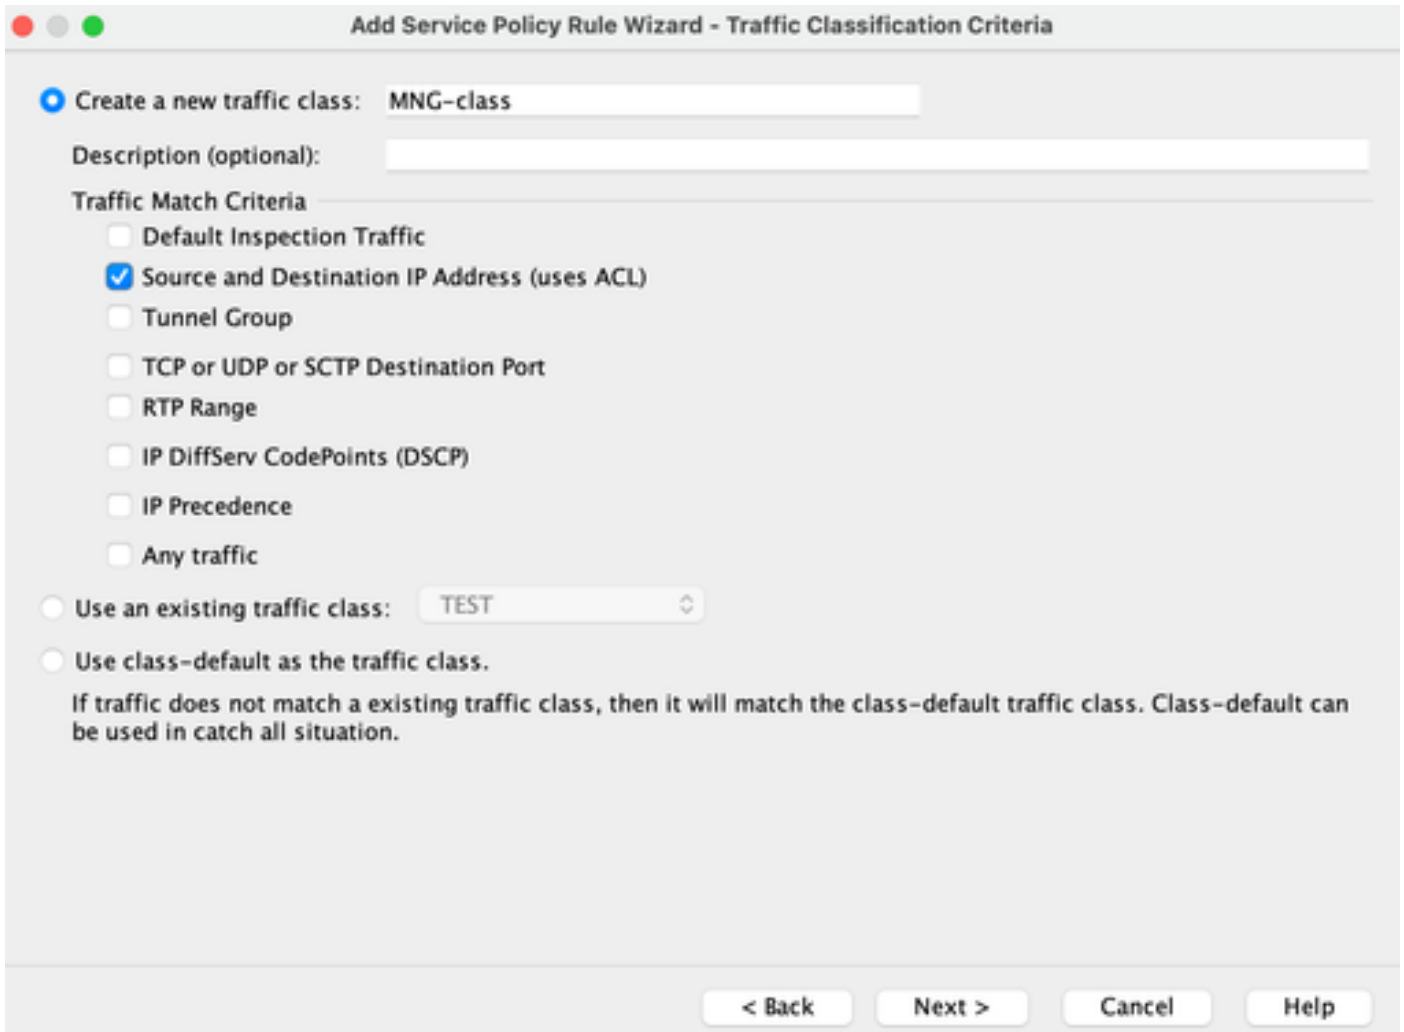 Add Service Policy Rule Wizard - Traffic Classification Criteria
Create a new traffic class: MNG-class
Description (optional):
Traffic Match Criteria
Default Inspection Traffic
Source and Destination IP Address (uses ACL)
Tunnel Group
TCP or UDP or SCTP Destination Port
RTP Range
IP DiffServ CodePoints (DSCP)
IP Precedence
Any traffic
Use an existing traffic class: TEST
Use class-default as the traffic class.
If traffic does not match a existing traffic class, then it will match the class-default traffic class. Class-default can
be used in catch all situation.
< Back Next > Cancel Help